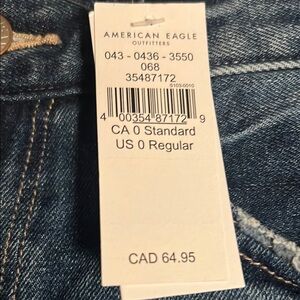 AMERICAN EAGLE
OUTFITTERS
043 - 0436 - 3550
068
35487172
4 00354 87172 9
CA 0 Standard
US 0 Regular
CAD 64.95